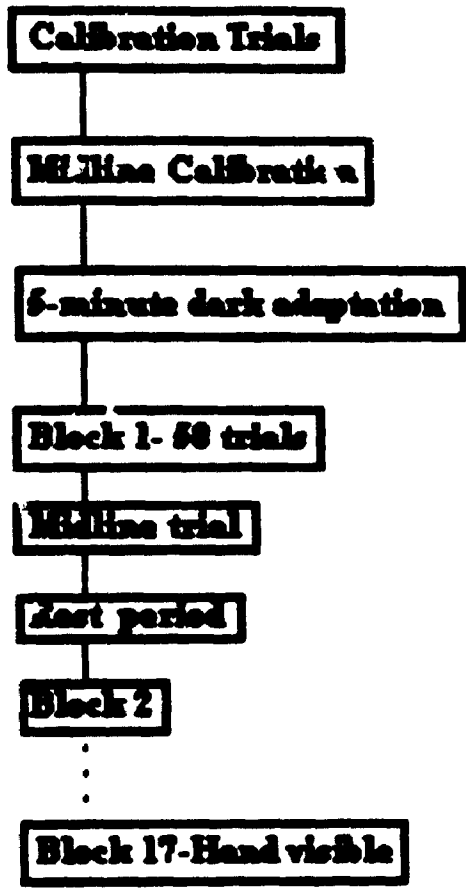 Calibration Trials
Midline Calibration
5-minute dark adaptation
Block 1- 50 trials
Midline trial
Rest period
Block 2
Block 17-Hand visible